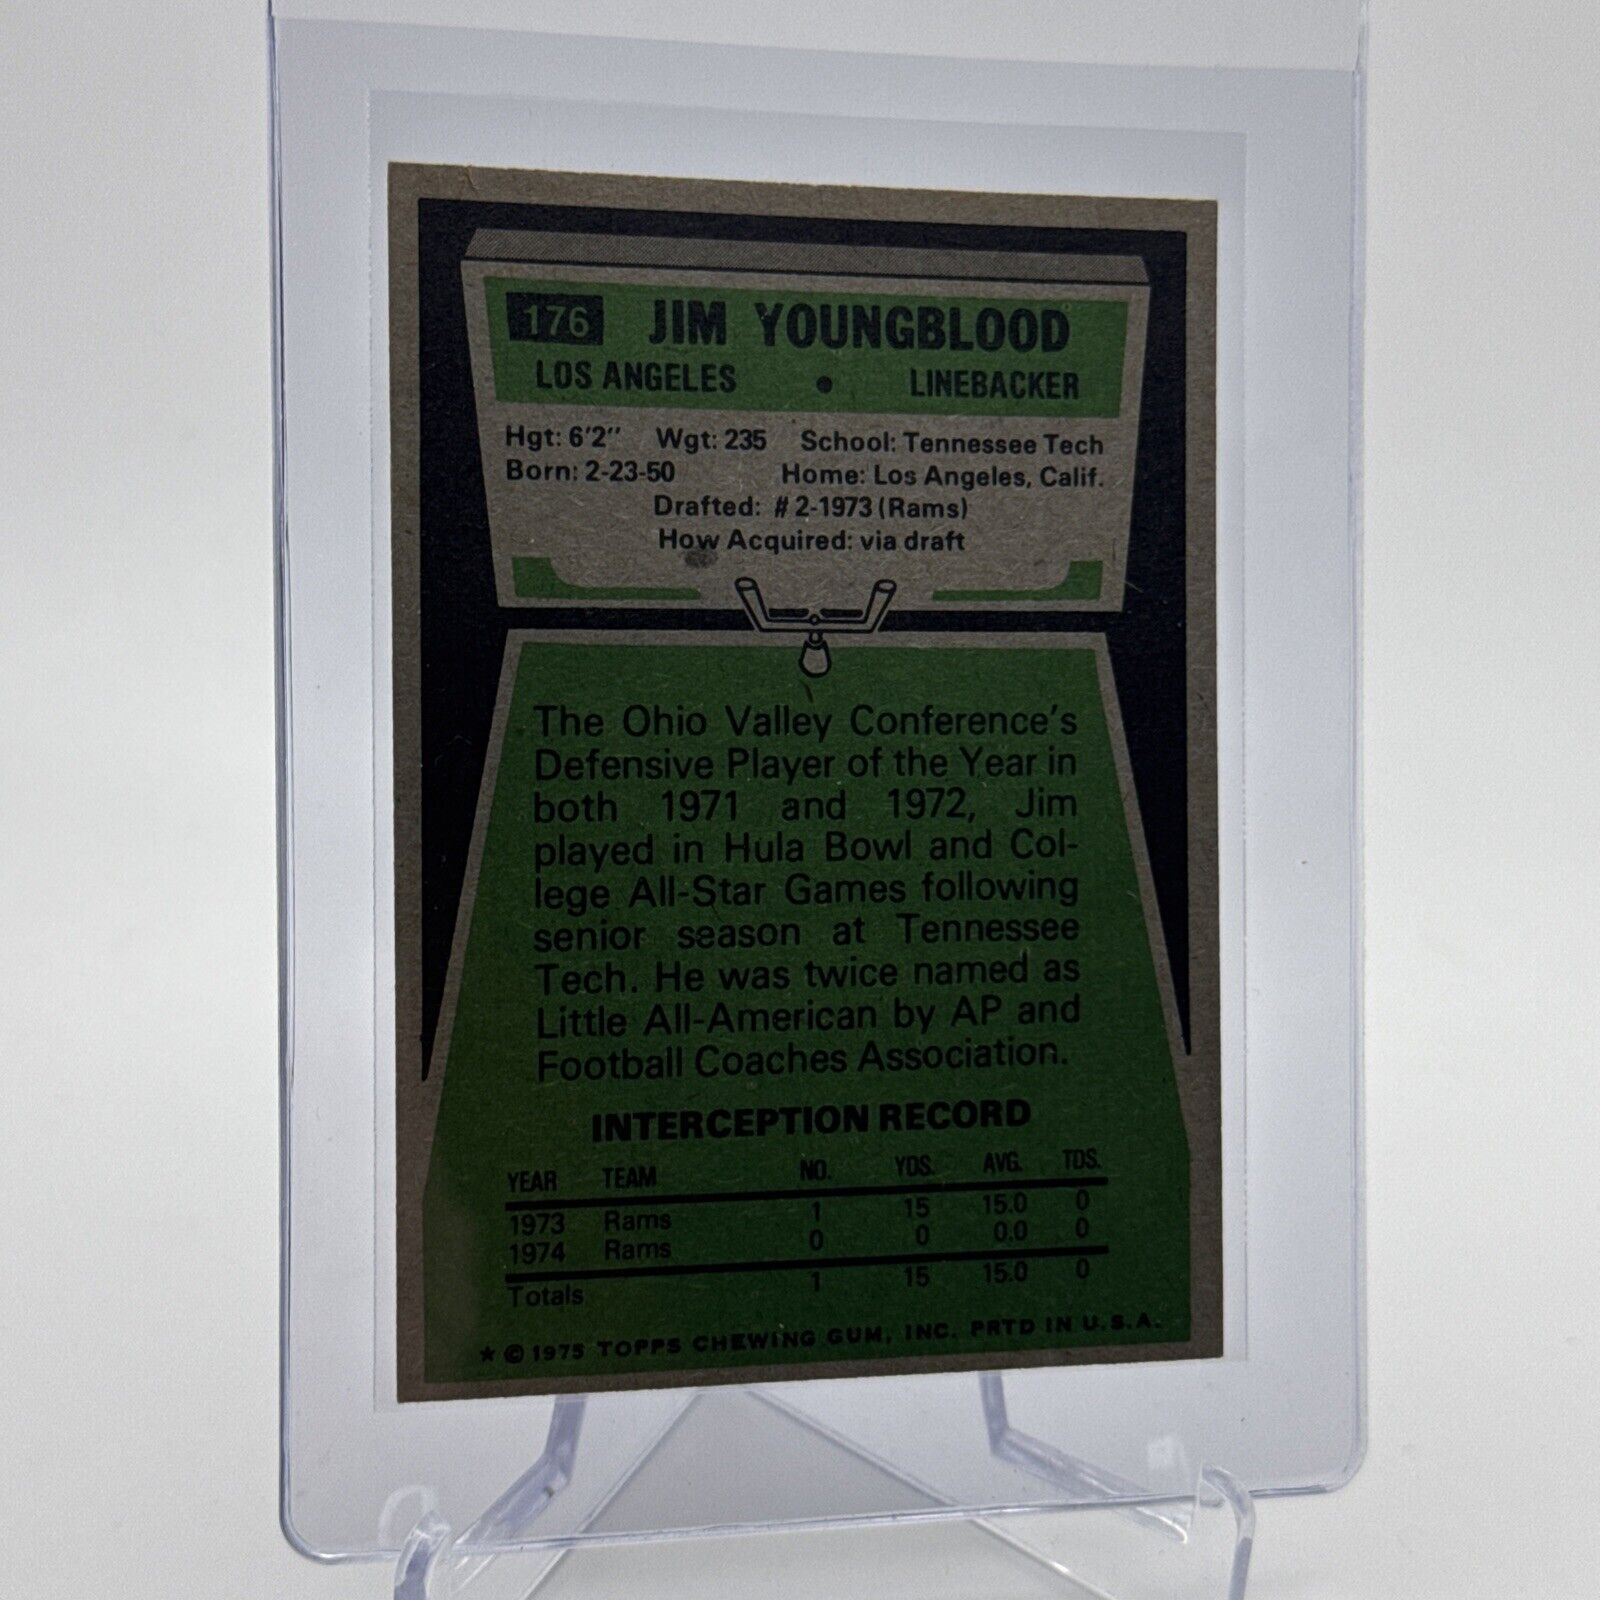 176 JIM YOUNGBLOOD
LOS ANGELES • LINEBACKER
Hgt: 6'2" Wgt: 235 School: Tennessee Tech
Born: 2-23-50 Home: Los Angeles, Calif.
Drafted: #2-1973 (Rams)
How Acquired: via draft
The Ohio Valley Conference's
Defensive Player of the Year in
both 1971 and 1972, Jim
played in Hula Bowl and Col-
lege All-Star Games following
senior season at Tennessee
Tech. He was twice named as
Little All-American by AP and
Football Coaches Association.
INTERCEPTION RECORD
YEAR TEAM NO. YDS. AVG. TDS.
1973 Rams 1 15 15.0 0
1974 Rams 0 0 0.0 0
Totals 1 15 15.0 0
★ © 1975 TOPPS CHEWING GUM, INC. PRTD IN U.S.A.